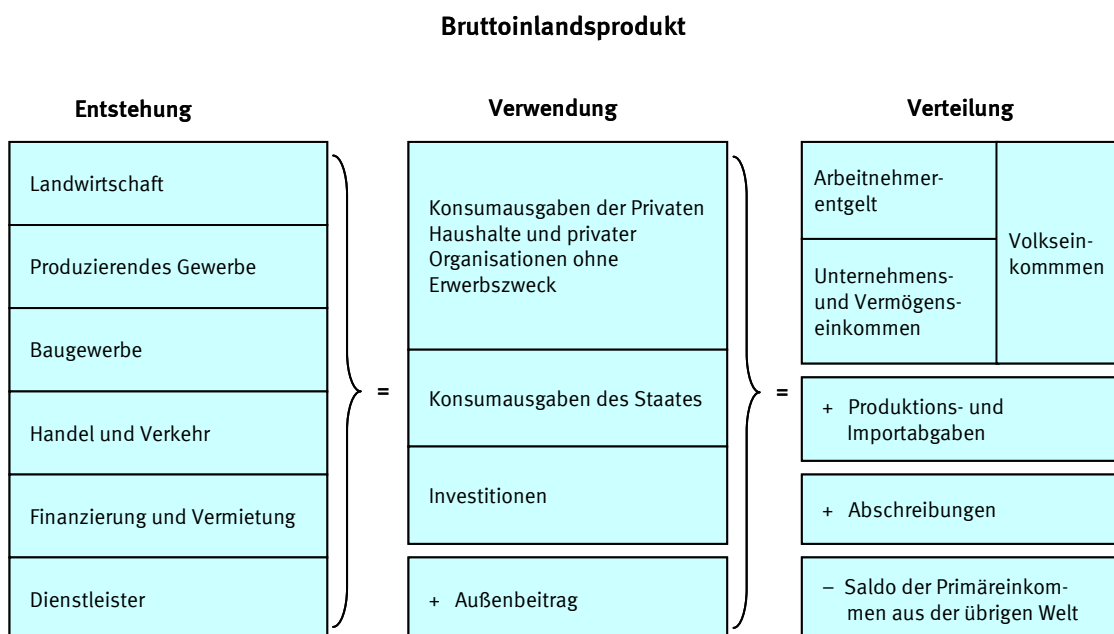 Bruttoinlandsprodukt
Entstehung
Landwirtschaft
Produzierendes Gewerbe
Baugewerbe
Handel und Verkehr
Finanzierung und Vermietung
Dienstleister
=
Verwendung
Konsumausgaben der Privaten
Haushalte und privater
Organisationen ohne
Erwerbszweck
Konsumausgaben des Staates
Investitionen
+ Außenbeitrag
=
Verteilung
Arbeitnehmer-
entgelt
Unternehmens-
und Vermögens-
einkommen
Volksein-
kommmen
+ Produktions- und
Importabgaben
+ Abschreibungen
– Saldo der Primäreinkom-
men aus der übrigen Welt